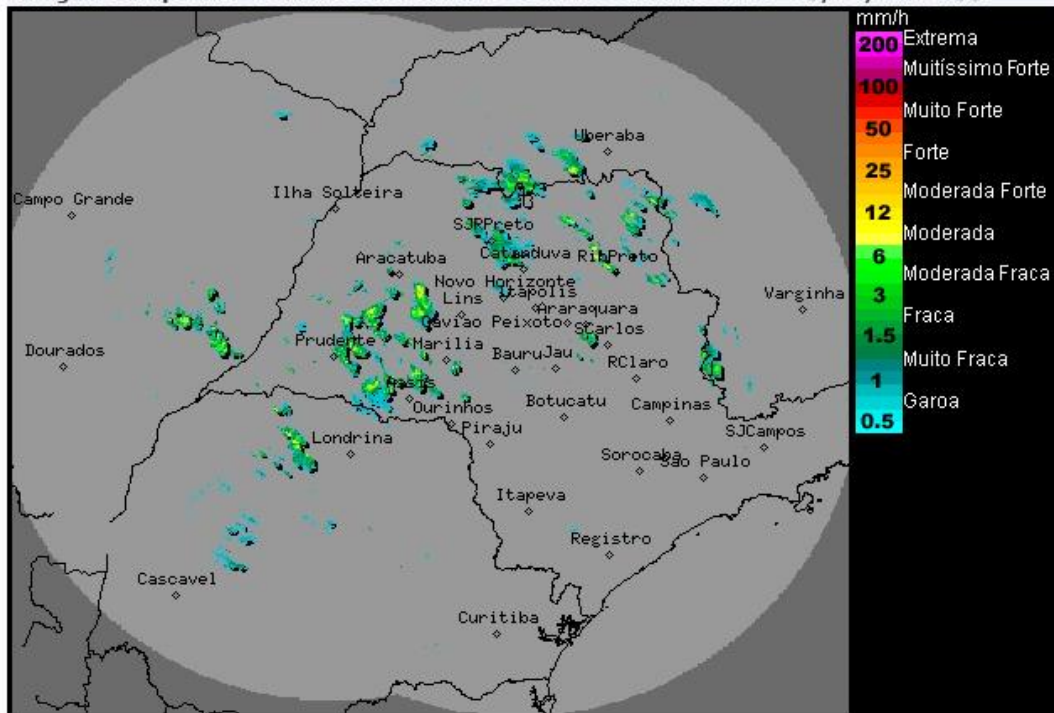 mm/h
200 Extrema
Muitíssimo Forte
100
Muito Forte
50
Forte
25
Moderada Forte
12
Moderada
6
Moderada Fraca
3
Fraca
1.5
Muito Fraca
1
Garoa
0.5
Uberaba
Campo Grande
Ilha Solteira
SJRPreto
Catanduva
RibPreto
Aracatuba
Novo Horizonte
Itapolis
Varginha
Lins
Araraquara
Gaviao Peixoto
SCarlos
Dourados
Prudente
Marilia
Bauru
Jau
RClaro
Assis
Ourinhos
Botucatu
Campinas
Piraju
SJCampos
Londrina
Sorocaba
Sao Paulo
Itapeva
Registro
Cascavel
Curitiba